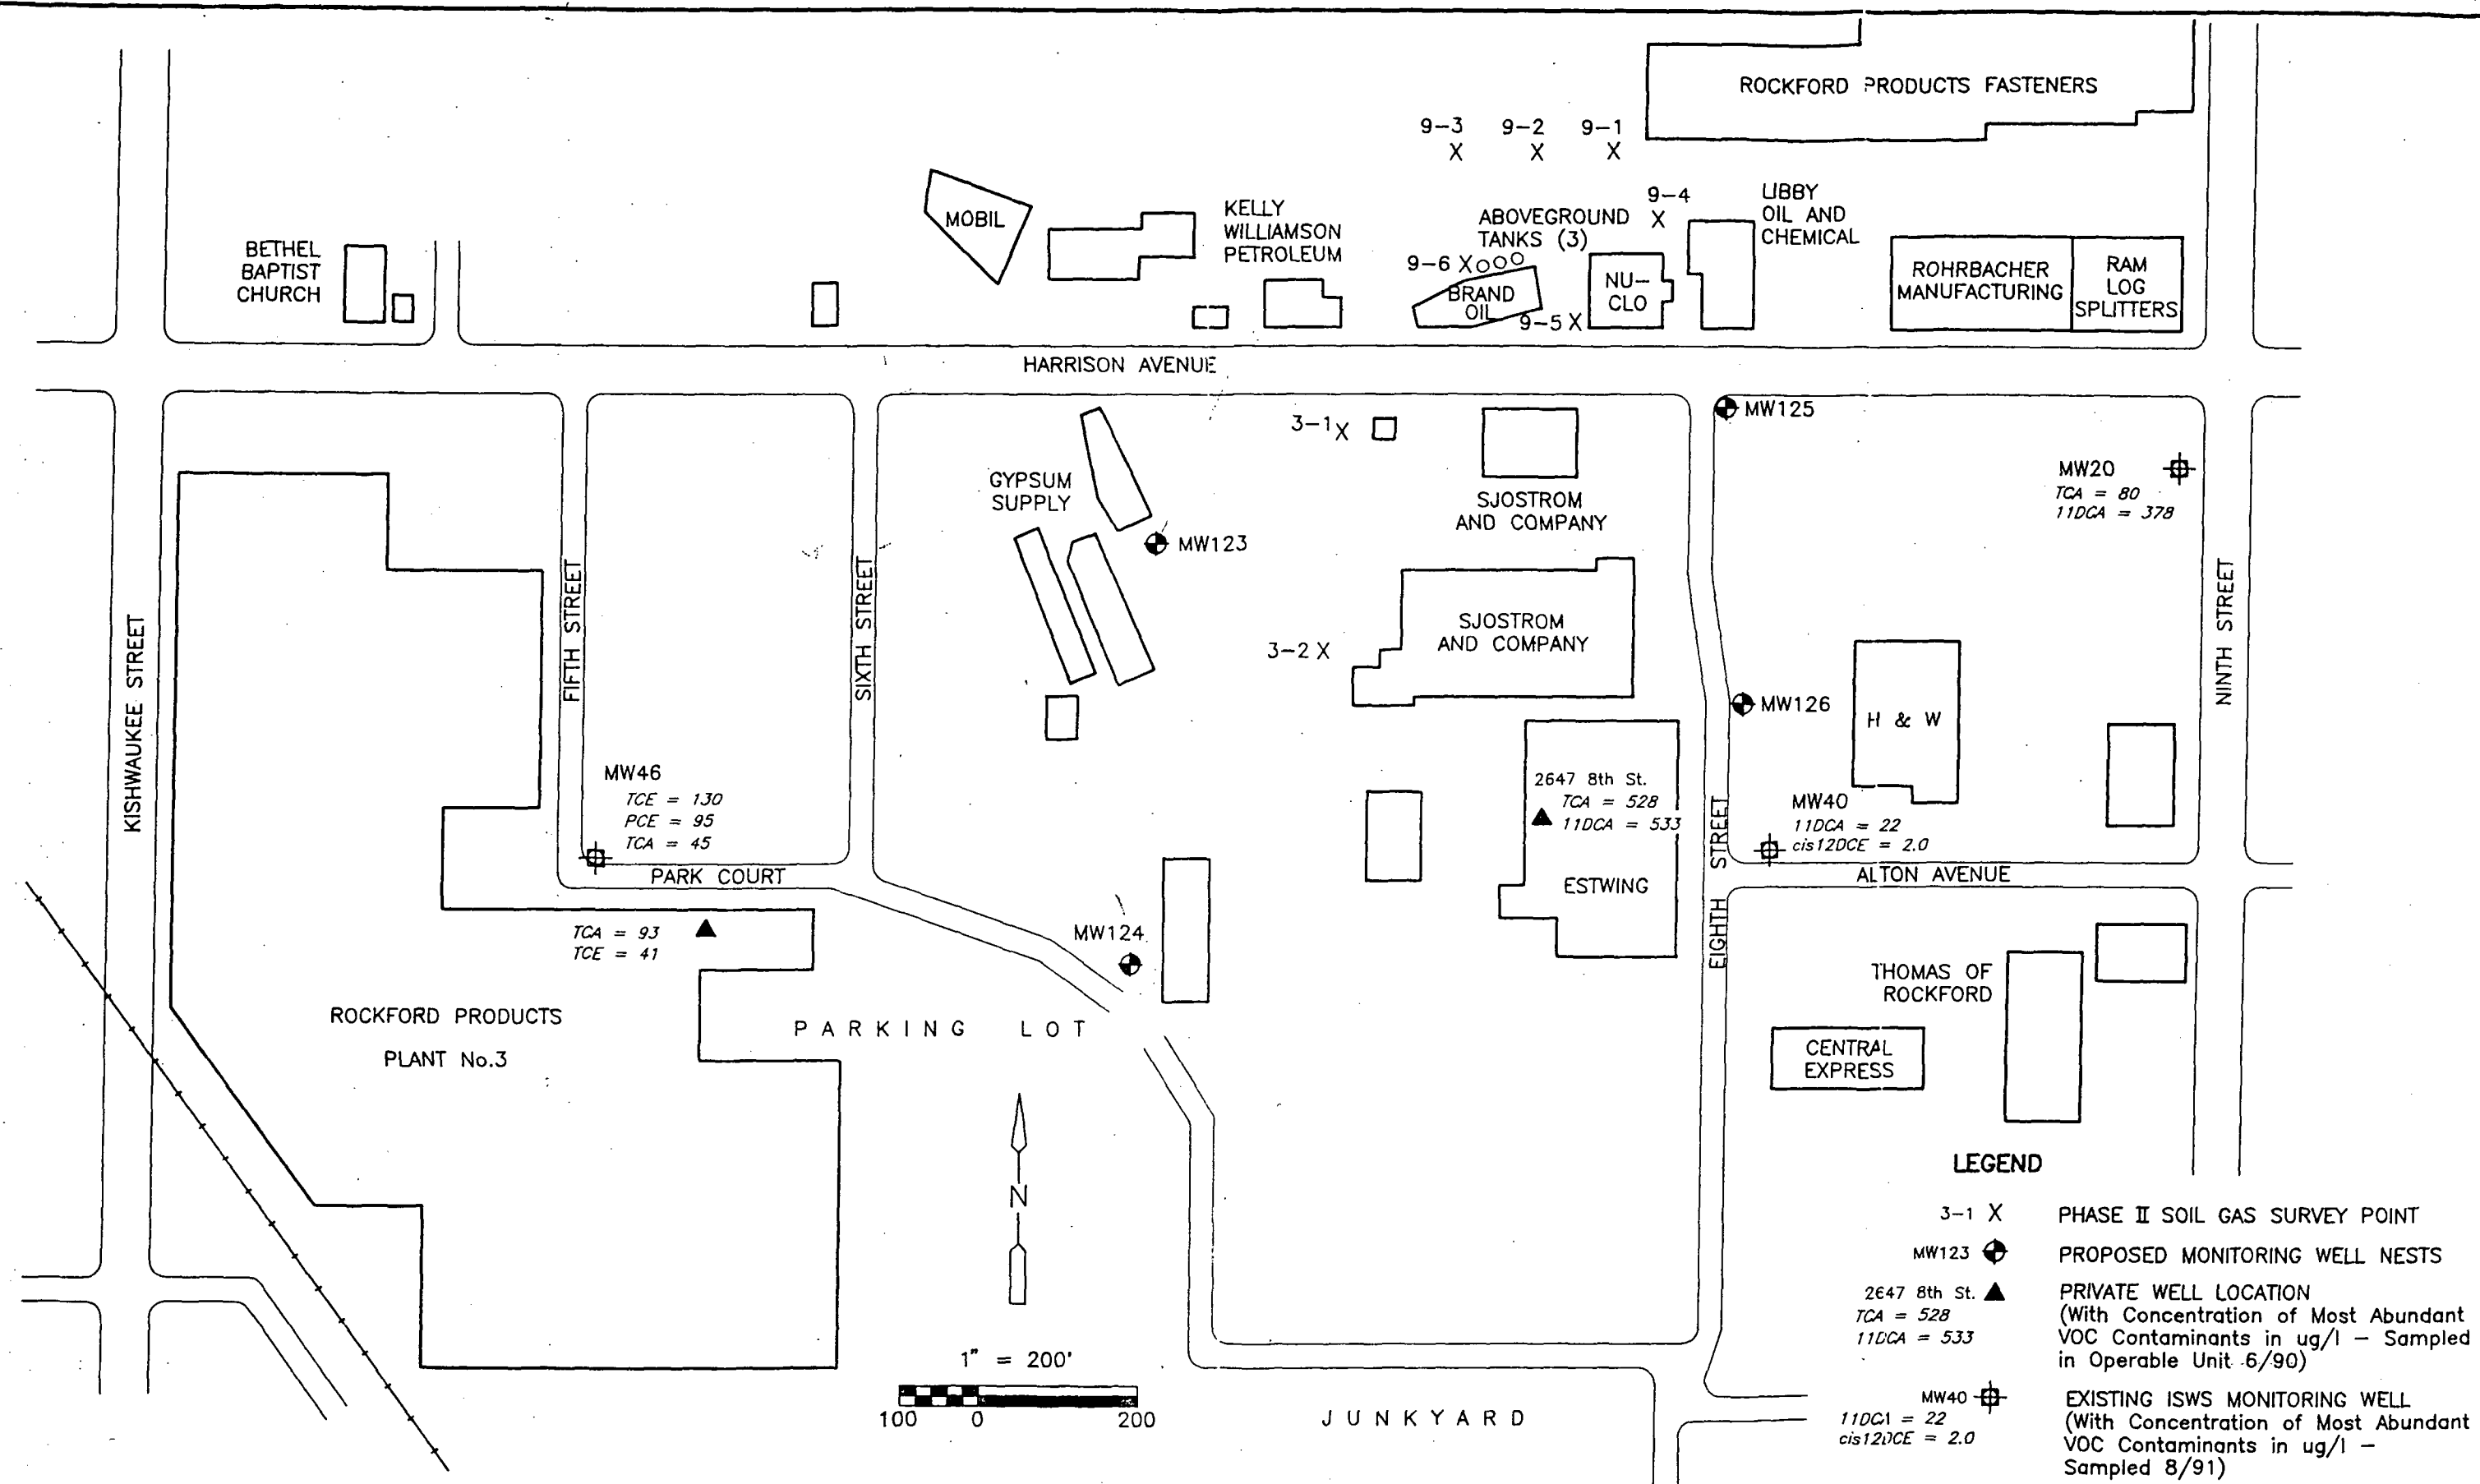 ROCKFORD PRODUCTS FASTENERS
9-3 9-2 9-1
X X X
9-4
X
LIBBY
OIL AND
CHEMICAL
MOBIL
KELLY
WILLIAMSON
PETROLEUM
ABOVEGROUND
TANKS (3)
9-6 X
BRAND
OIL
9-5 X
NU-
CLO
ROHRBACHER
MANUFACTURING
RAM
LOG
SPLITTERS
BETHEL
BAPTIST
CHURCH
HARRISON AVENUE
3-1 X
MW125
GYPSUM
SUPPLY
SJOSTROM
AND COMPANY
MW20
TCA = 80
11DCA = 378
MW123
KISHWAUKEE STREET
FIFTH STREET
SIXTH STREET
3-2 X
SJOSTROM
AND COMPANY
NINTH STREET
MW126
H & W
MW46
TCE = 130
PCE = 95
TCA = 45
2647 8th St.
TCA = 528
11DCA = 533
ESTWING
EIGHTH STREET
MW40
11DCA = 22
cis12DCE = 2.0
PARK COURT
ALTON AVENUE
TCA = 93
TCE = 41
MW124
THOMAS OF
ROCKFORD
ROCKFORD PRODUCTS
PLANT No.3
PARKING LOT
CENTRAL
EXPRESS
N
1" = 200'
100 0 200
JUNKYARD
LEGEND
3-1 X PHASE II SOIL GAS SURVEY POINT
MW123 PROPOSED MONITORING WELL NESTS
2647 8th St. PRIVATE WELL LOCATION
TCA = 528 (With Concentration of Most Abundant
11DCA = 533 VOC Contaminants in ug/l - Sampled
in Operable Unit 6/90)
MW40 EXISTING ISWS MONITORING WELL
11DCA = 22 (With Concentration of Most Abundant
cis12DCE = 2.0 VOC Contaminants in ug/l -
Sampled 8/91)